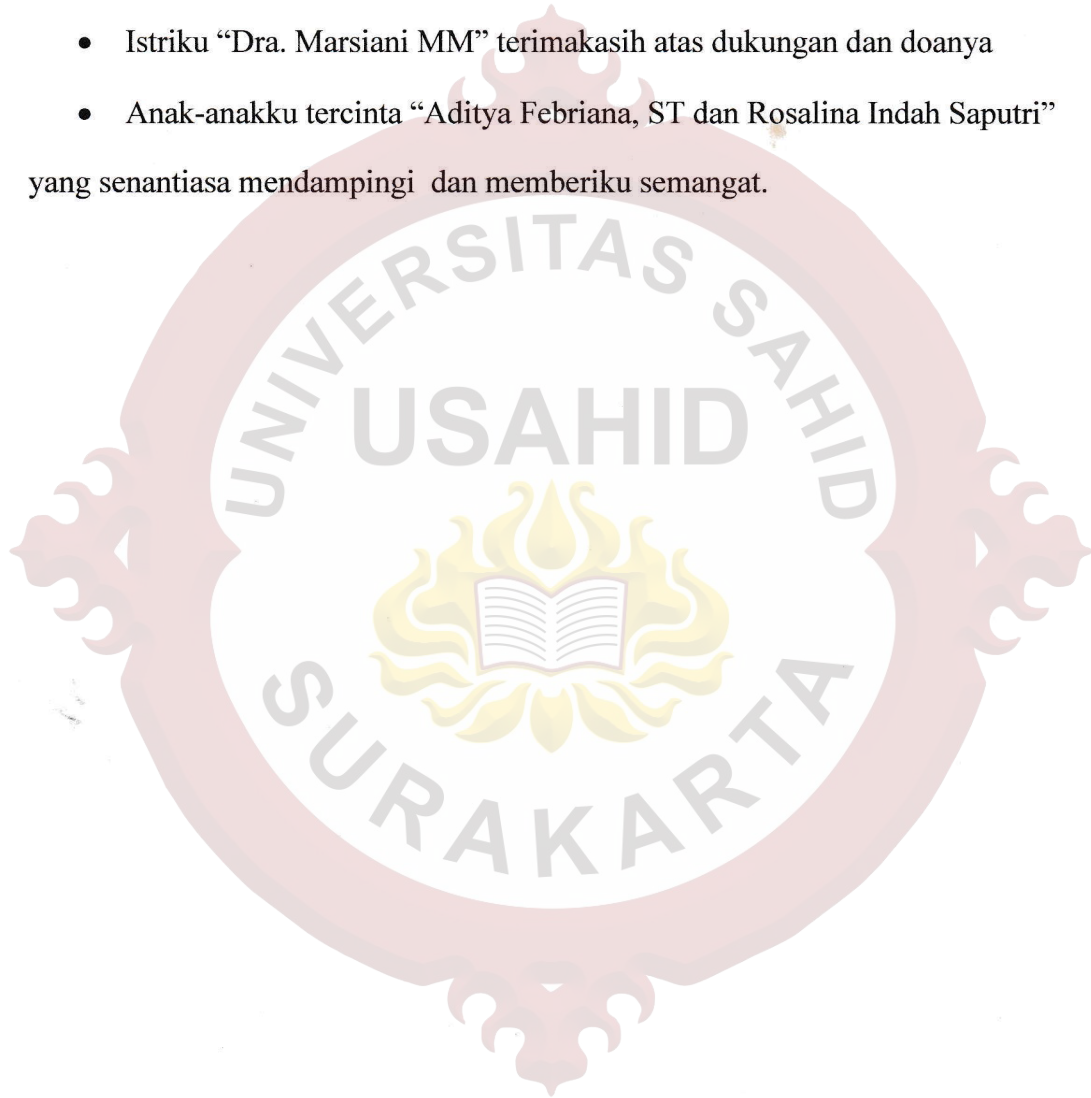 • Istriku “Dra. Marsiani MM” terimakasih atas dukungan dan doanya
• Anak-anakku tercinta “Aditya Febriana, ST dan Rosalina Indah Saputri”
yang senantiasa mendampingi  dan memberiku semangat.
UNIVERSITAS SAHID
USAHID
SURAKARTA